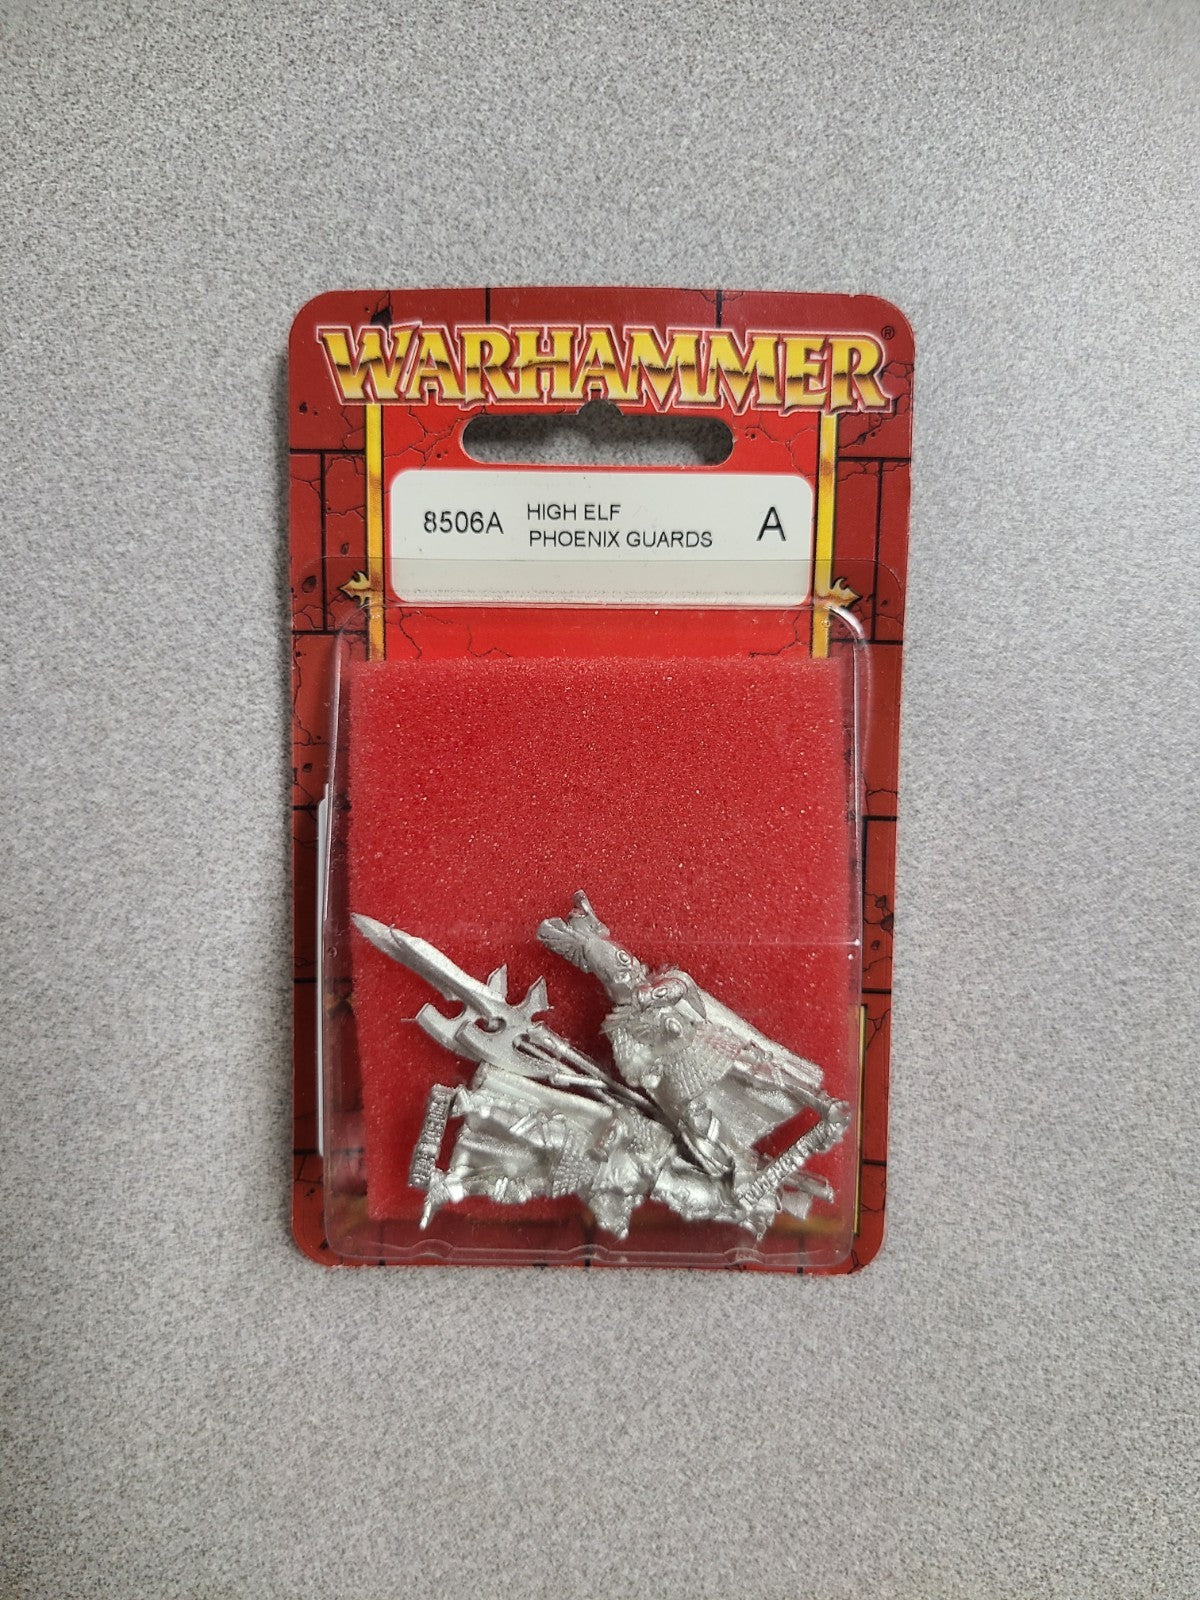 WARHAMMER®
8506A HIGH ELF A
PHOENIX GUARDS